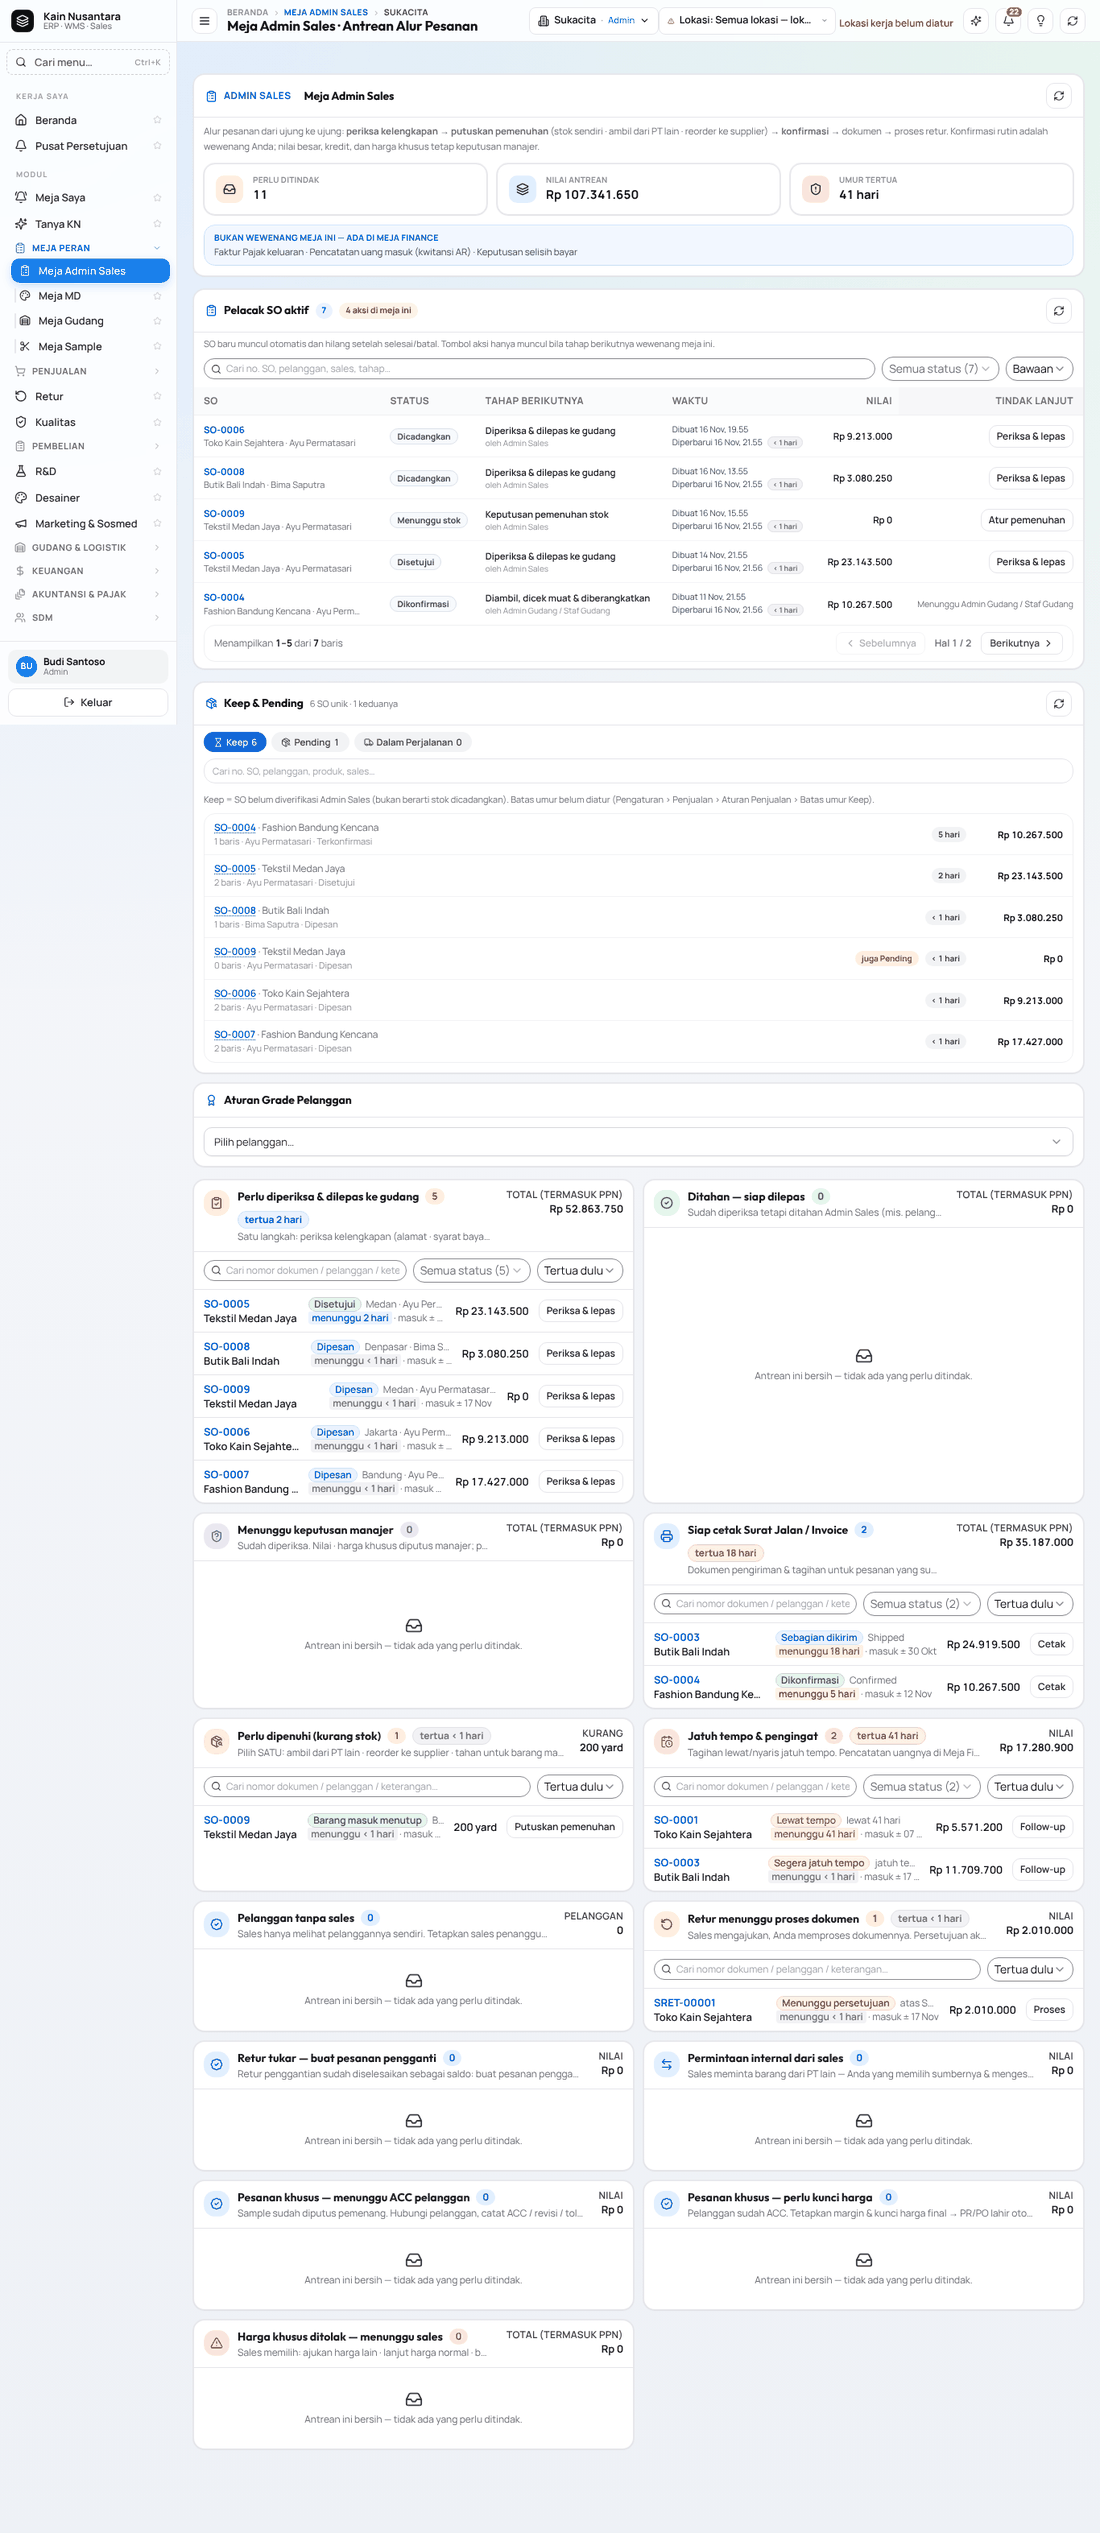 Kain Nusantara
ERP · WMS · Sales
Cari menu...
Ctrl+K
KERJA SAYA
Beranda
Pusat Persetujuan
MODUL
Meja Saya
Tanya KN
MEJA PERAN
Meja Admin Sales
Meja MD
Meja Gudang
Meja Sample
PENJUALAN
Retur
Kualitas
PEMBELIAN
R&D
Desainer
Marketing & Sosmed
GUDANG & LOGISTIK
KEUANGAN
AKUNTANSI & PAJAK
SDM
BU
Budi Santoso
Admin
Keluar
BERANDA › MEJA ADMIN SALES › SUKACITA
Meja Admin Sales · Antrean Alur Pesanan
Sukacita · Admin
Lokasi: Semua lokasi — lok...
Lokasi kerja belum diatur
22
ADMIN SALES Meja Admin Sales
Alur pesanan dari ujung ke ujung: periksa kelengkapan → putuskan pemenuhan (stok sendiri · ambil dari PT lain · reorder ke supplier) → konfirmasi → dokumen → proses retur. Konfirmasi rutin adalah
wewenang Anda; nilai besar, kredit, dan harga khusus tetap keputusan manajer.
PERLU DITINDAK
11
NILAI ANTREAN
Rp 107.341.650
UMUR TERTUA
41 hari
BUKAN WEWENANG MEJA INI — ADA DI MEJA FINANCE
Faktur Pajak keluaran · Pencatatan uang masuk (kwitansi AR) · Keputusan selisih bayar
Pelacak SO aktif 7 4 aksi di meja ini
SO baru muncul otomatis dan hilang setelah selesai/batal. Tombol aksi hanya muncul bila tahap berikutnya wewenang meja ini.
Cari no. SO, pelanggan, sales, tahap...
Semua status (7)
Bawaan
SO STATUS TAHAP BERIKUTNYA WAKTU NILAI TINDAK LANJUT
SO-0006
Toko Kain Sejahtera · Ayu Permatasari
Dicadangkan
Diperiksa & dilepas ke gudang
oleh Admin Sales
Dibuat 16 Nov, 19.55
Diperbarui 16 Nov, 21.55 < 1 hari
Rp 9.213.000
Periksa & lepas
SO-0008
Butik Bali Indah · Bima Saputra
Dicadangkan
Diperiksa & dilepas ke gudang
oleh Admin Sales
Dibuat 16 Nov, 13.55
Diperbarui 16 Nov, 21.55 < 1 hari
Rp 3.080.250
Periksa & lepas
SO-0009
Tekstil Medan Jaya · Ayu Permatasari
Menunggu stok
Keputusan pemenuhan stok
oleh Admin Sales
Dibuat 16 Nov, 15.55
Diperbarui 16 Nov, 21.55 < 1 hari
Rp 0
Atur pemenuhan
SO-0005
Tekstil Medan Jaya · Ayu Permatasari
Disetujui
Diperiksa & dilepas ke gudang
oleh Admin Sales
Dibuat 14 Nov, 21.55
Diperbarui 16 Nov, 21.56 < 1 hari
Rp 23.143.500
Periksa & lepas
SO-0004
Fashion Bandung Kencana · Ayu Perm...
Dikonfirmasi
Diambil, dicek muat & diberangkatkan
oleh Admin Gudang / Staf Gudang
Dibuat 11 Nov, 21.55
Diperbarui 16 Nov, 21.56 < 1 hari
Rp 10.267.500
Menunggu Admin Gudang / Staf Gudang
Menampilkan 1–5 dari 7 baris
Sebelumnya
Hal 1 / 2
Berikutnya
Keep & Pending 6 SO unik · 1 keduanya
Keep 6
Pending 1
Dalam Perjalanan 0
Cari no. SO, pelanggan, produk, sales...
Keep = SO belum diverifikasi Admin Sales (bukan berarti stok dicadangkan). Batas umur belum diatur (Pengaturan › Penjualan › Aturan Penjualan › Batas umur Keep).
SO-0004 · Fashion Bandung Kencana
1 baris · Ayu Permatasari · Terkonfirmasi
5 hari
Rp 10.267.500
SO-0005 · Tekstil Medan Jaya
2 baris · Ayu Permatasari · Disetujui
2 hari
Rp 23.143.500
SO-0008 · Butik Bali Indah
1 baris · Bima Saputra · Dipesan
< 1 hari
Rp 3.080.250
SO-0009 · Tekstil Medan Jaya
0 baris · Ayu Permatasari · Dipesan
juga Pending
< 1 hari
Rp 0
SO-0006 · Toko Kain Sejahtera
2 baris · Ayu Permatasari · Dipesan
< 1 hari
Rp 9.213.000
SO-0007 · Fashion Bandung Kencana
2 baris · Ayu Permatasari · Dipesan
< 1 hari
Rp 17.427.000
Aturan Grade Pelanggan
Pilih pelanggan...
Perlu diperiksa & dilepas ke gudang 5
tertua 2 hari
Satu langkah: periksa kelengkapan (alamat · syarat baya...
TOTAL (TERMASUK PPN)
Rp 52.863.750
Cari nomor dokumen / pelanggan / kete
Semua status (5)
Tertua dulu
SO-0005
Tekstil Medan Jaya
Disetujui Medan · Ayu Per...
menunggu 2 hari · masuk ± ...
Rp 23.143.500
Periksa & lepas
SO-0008
Butik Bali Indah
Dipesan Denpasar · Bima S...
menunggu < 1 hari · masuk ± ...
Rp 3.080.250
Periksa & lepas
SO-0009
Tekstil Medan Jaya
Dipesan Medan · Ayu Permatasar...
menunggu < 1 hari · masuk ± 17 Nov
Rp 0
Periksa & lepas
SO-0006
Toko Kain Sejahte...
Dipesan Jakarta · Ayu Perm...
menunggu < 1 hari · masuk ± ...
Rp 9.213.000
Periksa & lepas
SO-0007
Fashion Bandung ...
Dipesan Bandung · Ayu Pe...
menunggu < 1 hari · masuk ...
Rp 17.427.000
Periksa & lepas
Ditahan — siap dilepas 0
Sudah diperiksa tetapi ditahan Admin Sales (mis. pelang...
TOTAL (TERMASUK PPN)
Rp 0
Antrean ini bersih — tidak ada yang perlu ditindak.
Menunggu keputusan manajer 0
Sudah diperiksa. Nilai · harga khusus diputus manajer; p...
TOTAL (TERMASUK PPN)
Rp 0
Antrean ini bersih — tidak ada yang perlu ditindak.
Siap cetak Surat Jalan / Invoice 2
tertua 18 hari
Dokumen pengiriman & tagihan untuk pesanan yang su...
TOTAL (TERMASUK PPN)
Rp 35.187.000
Cari nomor dokumen / pelanggan / kete
Semua status (2)
Tertua dulu
SO-0003
Butik Bali Indah
Sebagian dikirim Shipped
menunggu 18 hari · masuk ± 30 Okt
Rp 24.919.500
Cetak
SO-0004
Fashion Bandung Ke...
Dikonfirmasi Confirmed
menunggu 5 hari · masuk ± 12 Nov
Rp 10.267.500
Cetak
Perlu dipenuhi (kurang stok) 1 tertua < 1 hari
Pilih SATU: ambil dari PT lain · reorder ke supplier · tahan untuk barang ma...
KURANG
200 yard
Cari nomor dokumen / pelanggan / keterangan...
Tertua dulu
SO-0009
Tekstil Medan Jaya
Barang masuk menutup B...
menunggu < 1 hari · masuk ...
200 yard
Putuskan pemenuhan
Jatuh tempo & pengingat 2 tertua 41 hari
Tagihan lewat/nyaris jatuh tempo. Pencatatan uangnya di Meja Fi...
NILAI
Rp 17.280.900
Cari nomor dokumen / pelanggan / kete
Semua status (2)
Tertua dulu
SO-0001
Toko Kain Sejahtera
Lewat tempo lewat 41 hari
menunggu 41 hari · masuk ± 07 ...
Rp 5.571.200
Follow-up
SO-0003
Butik Bali Indah
Segera jatuh tempo jatuh te...
menunggu < 1 hari · masuk ± 17 ...
Rp 11.709.700
Follow-up
Pelanggan tanpa sales 0
Sales hanya melihat pelanggannya sendiri. Tetapkan sales penanggu...
PELANGGAN
0
Antrean ini bersih — tidak ada yang perlu ditindak.
Retur menunggu proses dokumen 1 tertua < 1 hari
Sales mengajukan, Anda memproses dokumennya. Persetujuan ak...
NILAI
Rp 2.010.000
Cari nomor dokumen / pelanggan / keterangan...
Tertua dulu
SRET-00001
Toko Kain Sejahtera
Menunggu persetujuan atas S...
menunggu < 1 hari · masuk ± 17 Nov
Rp 2.010.000
Proses
Retur tukar — buat pesanan pengganti 0
Retur penggantian sudah diselesaikan sebagai saldo: buat pesanan pengga...
NILAI
Rp 0
Antrean ini bersih — tidak ada yang perlu ditindak.
Permintaan internal dari sales 0
Sales meminta barang dari PT lain — Anda yang memilih sumbernya & menges...
NILAI
Rp 0
Antrean ini bersih — tidak ada yang perlu ditindak.
Pesanan khusus — menunggu ACC pelanggan 0
Sample sudah diputus pemenang. Hubungi pelanggan, catat ACC / revisi / tol...
NILAI
Rp 0
Antrean ini bersih — tidak ada yang perlu ditindak.
Pesanan khusus — perlu kunci harga 0
Pelanggan sudah ACC. Tetapkan margin & kunci harga final → PR/PO lahir oto...
NILAI
Rp 0
Antrean ini bersih — tidak ada yang perlu ditindak.
Harga khusus ditolak — menunggu sales 0
Sales memilih: ajukan harga lain · lanjut harga normal · b...
TOTAL (TERMASUK PPN)
Rp 0
Antrean ini bersih — tidak ada yang perlu ditindak.